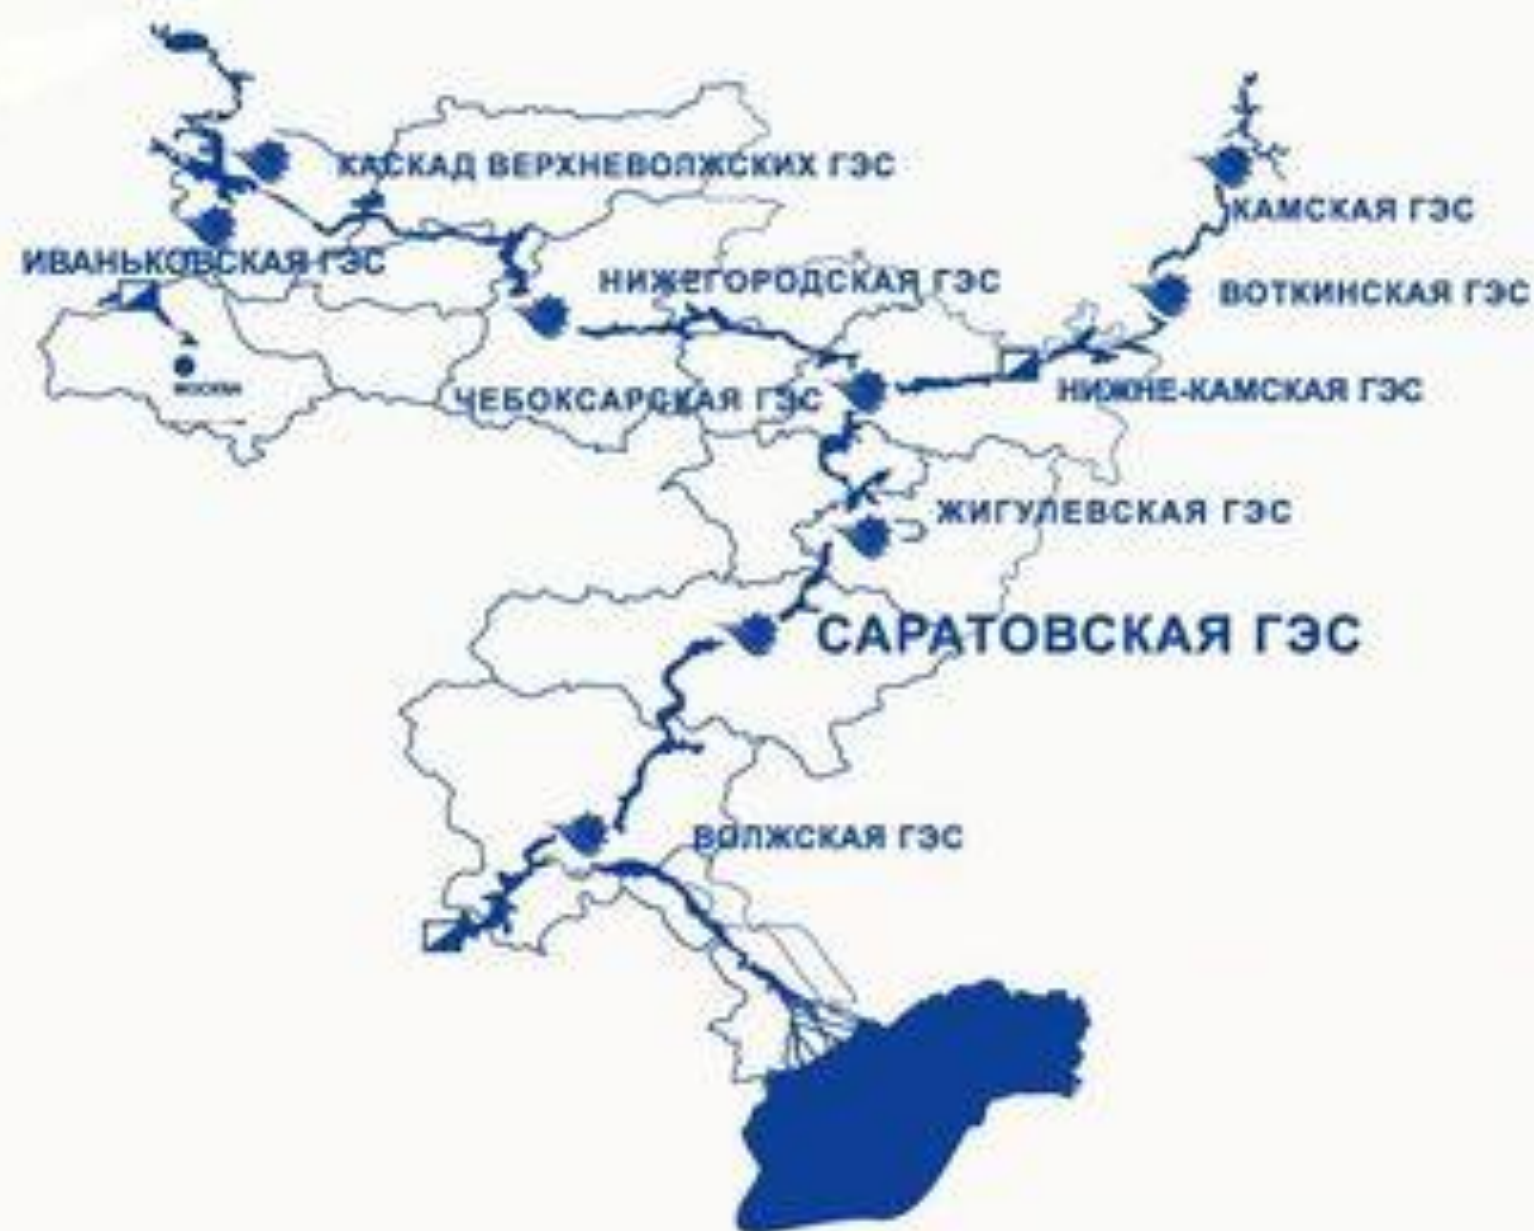 КАСКАД ВЕРХНЕВОЛЖСКИХ ГЭС
КАМСКАЯ ГЭС
ИВАНЬКОВСКАЯ ГЭС
НИЖЕГОРОДСКАЯ ГЭС
ВОТКИНСКАЯ ГЭС
МОСКВА
ЧЕБОКСАРСКАЯ ГЭС
НИЖНЕ-КАМСКАЯ ГЭС
ЖИГУЛЕВСКАЯ ГЭС
САРАТОВСКАЯ ГЭС
ВОЛЖСКАЯ ГЭС